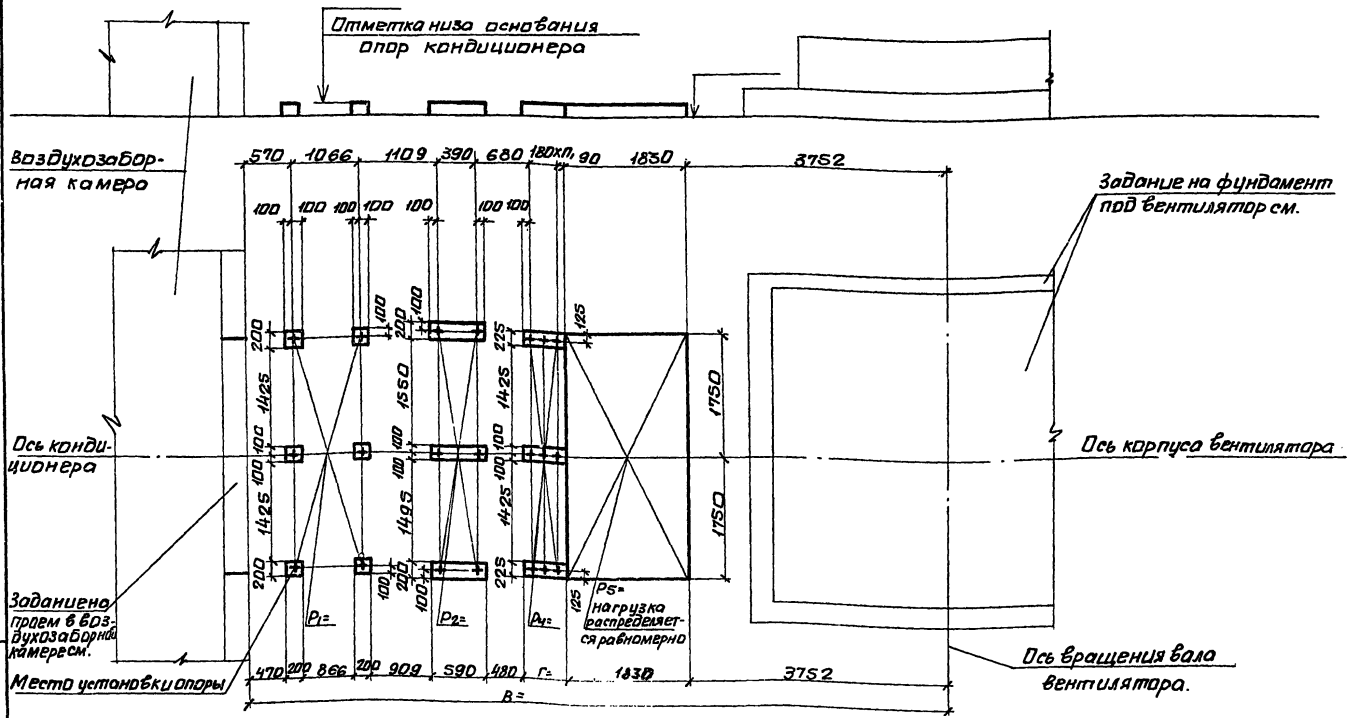 Отметка низа основания
опор кондиционера
Воздухозабор-
ная камера
570 1066 1109 390 680 180хп, 90 1830 3752
Задание на фундамент
под вентилятор см.
100 100 100 100 100 100 100
100
100
125
200
200
225
1425
1550
1425
1750
Ось конди-
ционера
100
100
100
100
100
100
Ось корпуса вентилятора
1425
1495
1425
1750
200
100
200
100
225
125
Задание на
проем в воз-
духозаборной
камере см.
P1=
P2=
P4=
P5=
нагрузка
распределяет-
ся равномерно
Место установки опоры
470 200 866 200 909 590 480 Г= 1830 3752
В=
Ось вращения вала
вентилятора.